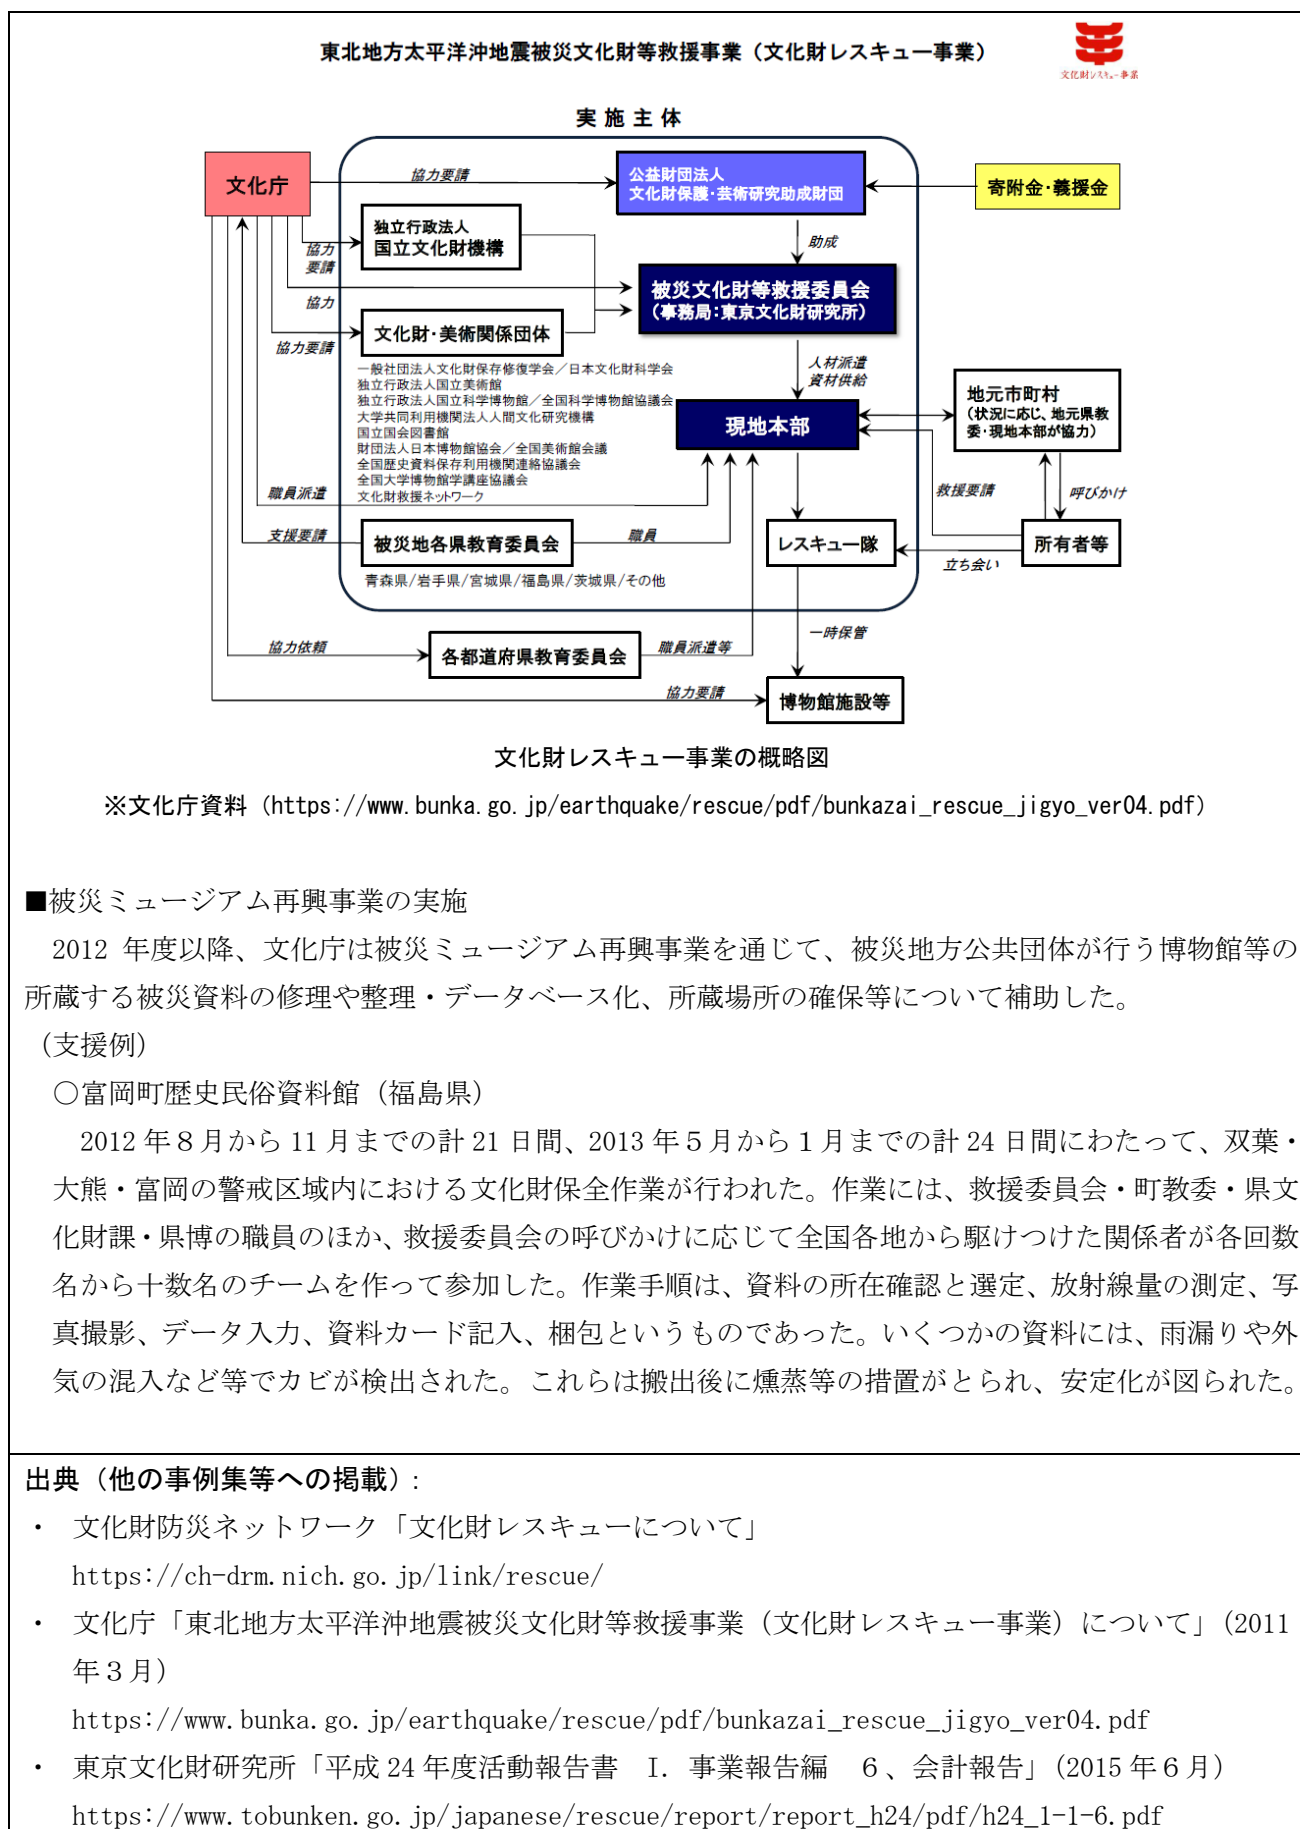 東北地方太平洋沖地震被災文化財等救援事業（文化財レスキュー事業）
文化財レスキュー事業
実施主体
文化庁
協力要請
公益財団法人
文化財保護・芸術研究助成財団
寄附金・義援金
独立行政法人
国立文化財機構
協力
要請
助成
被災文化財等救援委員会
（事務局：東京文化財研究所）
協力
文化財・美術関係団体
協力要請
一般社団法人文化財保存修復学会／日本文化財科学会
独立行政法人国立美術館
独立行政法人国立科学博物館／全国科学博物館協議会
大学共同利用機関法人人間文化研究機構
国立国会図書館
財団法人日本博物館協会／全国美術館会議
全国歴史資料保存利用機関連絡協議会
全国大学博物館学講座協議会
文化財救援ネットワーク
人材派遣
資材供給
現地本部
地元市町村
（状況に応じ、地元県教
委・現地本部が協力）
職員派遣
救援要請
呼びかけ
支援要請
被災地各県教育委員会
職員
レスキュー隊
所有者等
立ち会い
青森県/岩手県/宮城県/福島県/茨城県/その他
一時保管
協力依頼
各都道府県教育委員会
職員派遣等
協力要請
博物館施設等
文化財レスキュー事業の概略図
※文化庁資料（https://www.bunka.go.jp/earthquake/rescue/pdf/bunkazai_rescue_jigyo_ver04.pdf）
■被災ミュージアム再興事業の実施
2012 年度以降、文化庁は被災ミュージアム再興事業を通じて、被災地方公共団体が行う博物館等の
所蔵する被災資料の修理や整理・データベース化、所蔵場所の確保等について補助した。
（支援例）
○富岡町歴史民俗資料館（福島県）
2012 年８月から 11 月までの計 21 日間、2013 年５月から１月までの計 24 日間にわたって、双葉・
大熊・富岡の警戒区域内における文化財保全作業が行われた。作業には、救援委員会・町教委・県文
化財課・県博の職員のほか、救援委員会の呼びかけに応じて全国各地から駆けつけた関係者が各回数
名から十数名のチームを作って参加した。作業手順は、資料の所在確認と選定、放射線量の測定、写
真撮影、データ入力、資料カード記入、梱包というものであった。いくつかの資料には、雨漏りや外
気の混入など等でカビが検出された。これらは搬出後に燻蒸等の措置がとられ、安定化が図られた。
出典（他の事例集等への掲載）:
・ 文化財防災ネットワーク「文化財レスキューについて」
https://ch-drm.nich.go.jp/link/rescue/
・ 文化庁「東北地方太平洋沖地震被災文化財等救援事業（文化財レスキュー事業）について」（2011
年３月）
https://www.bunka.go.jp/earthquake/rescue/pdf/bunkazai_rescue_jigyo_ver04.pdf
・ 東京文化財研究所「平成 24 年度活動報告書 I. 事業報告編 ６、会計報告」（2015 年６月）
https://www.tobunken.go.jp/japanese/rescue/report/report_h24/pdf/h24_1-1-6.pdf